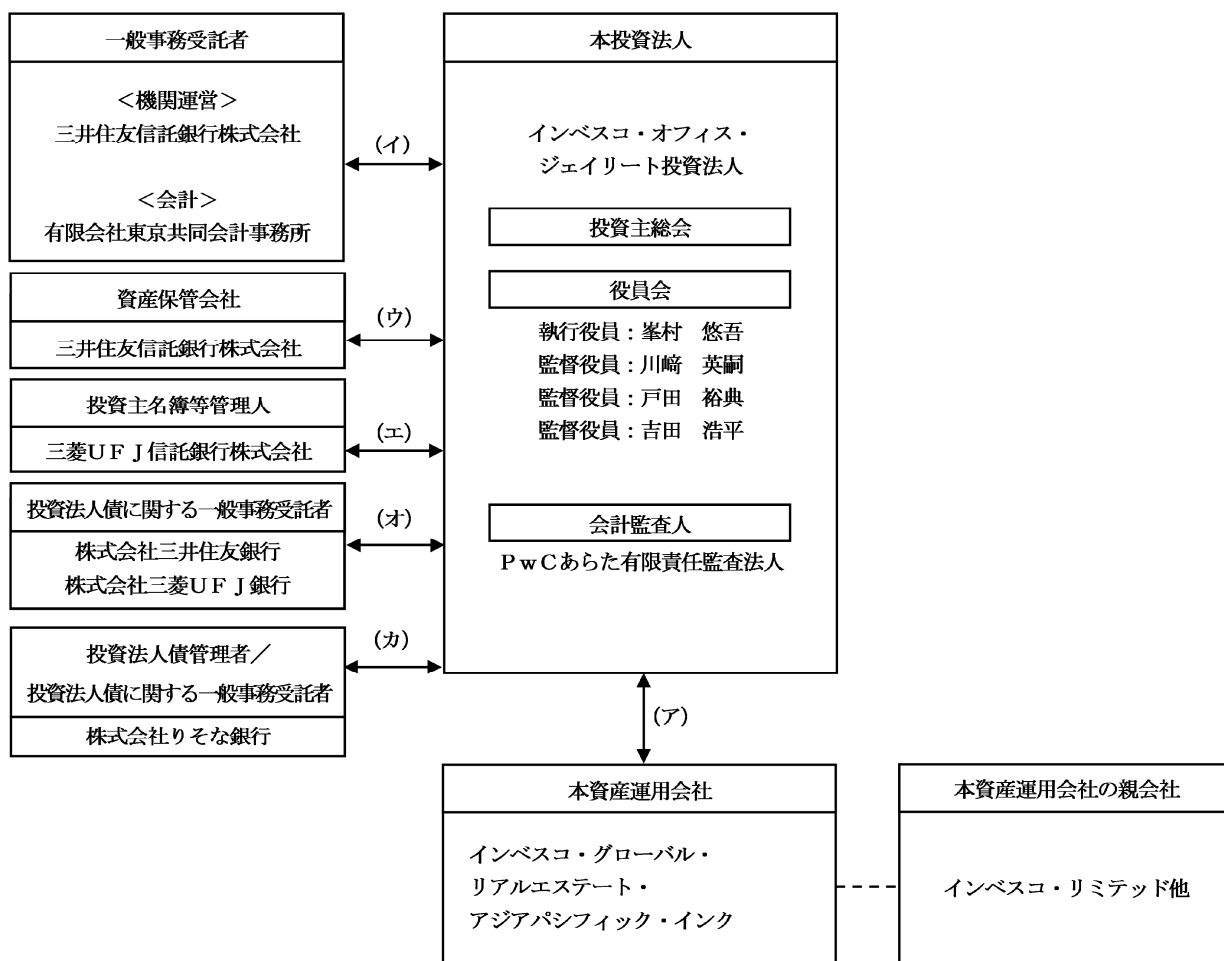 一般事務受託者
＜機関運営＞
三井住友信託銀行株式会社
＜会計＞
有限会社東京共同会計事務所
(イ)
資産保管会社
三井住友信託銀行株式会社
(ウ)
投資主名簿等管理人
三菱ＵＦＪ信託銀行株式会社
(エ)
投資法人債に関する一般事務受託者
株式会社三井住友銀行
株式会社三菱ＵＦＪ銀行
(オ)
投資法人債管理者／
投資法人債に関する一般事務受託者
株式会社りそな銀行
(カ)
本投資法人
インベスコ・オフィス・
ジェイリート投資法人
投資主総会
役員会
執行役員：峯村　悠吾
監督役員：川﨑　英嗣
監督役員：戸田　裕典
監督役員：吉田　浩平
会計監査人
ＰｗＣあらた有限責任監査法人
(ア)
本資産運用会社
インベスコ・グローバル・
リアルエステート・
アジアパシフィック・インク
本資産運用会社の親会社
インベスコ・リミテッド他